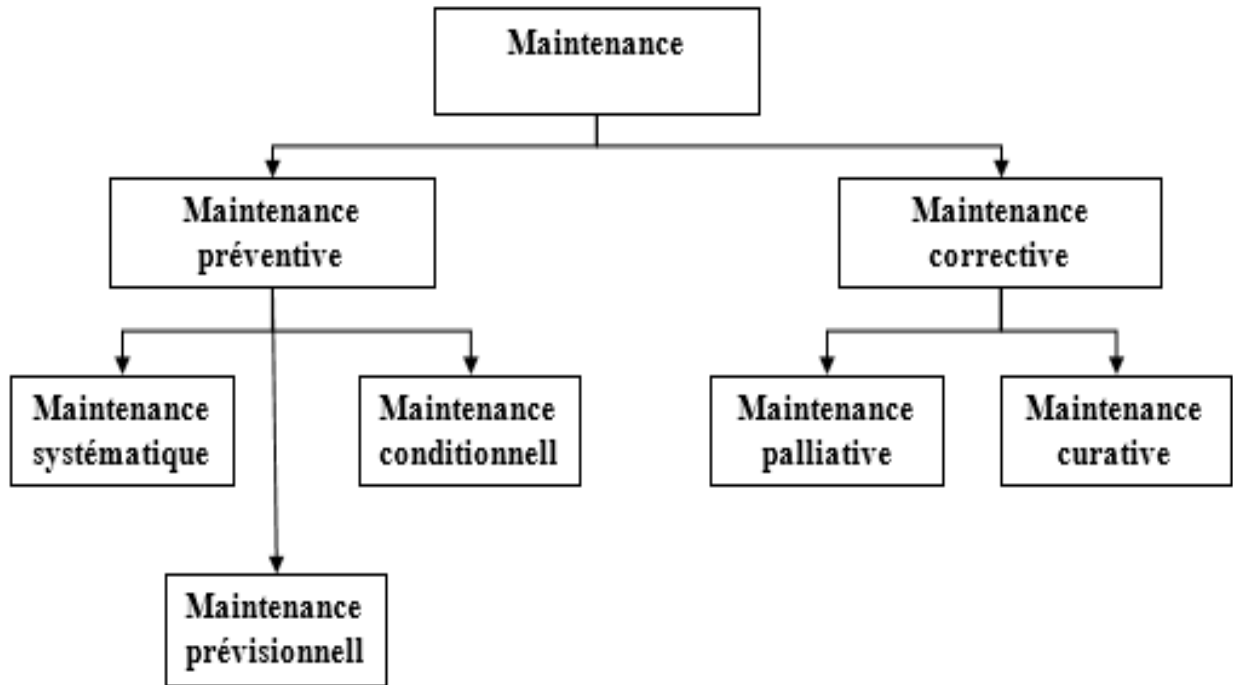 Maintenance
Maintenance
préventive
Maintenance
corrective
Maintenance
systématique
Maintenance
conditionnell
Maintenance
palliative
Maintenance
curative
Maintenance
prévisionnell